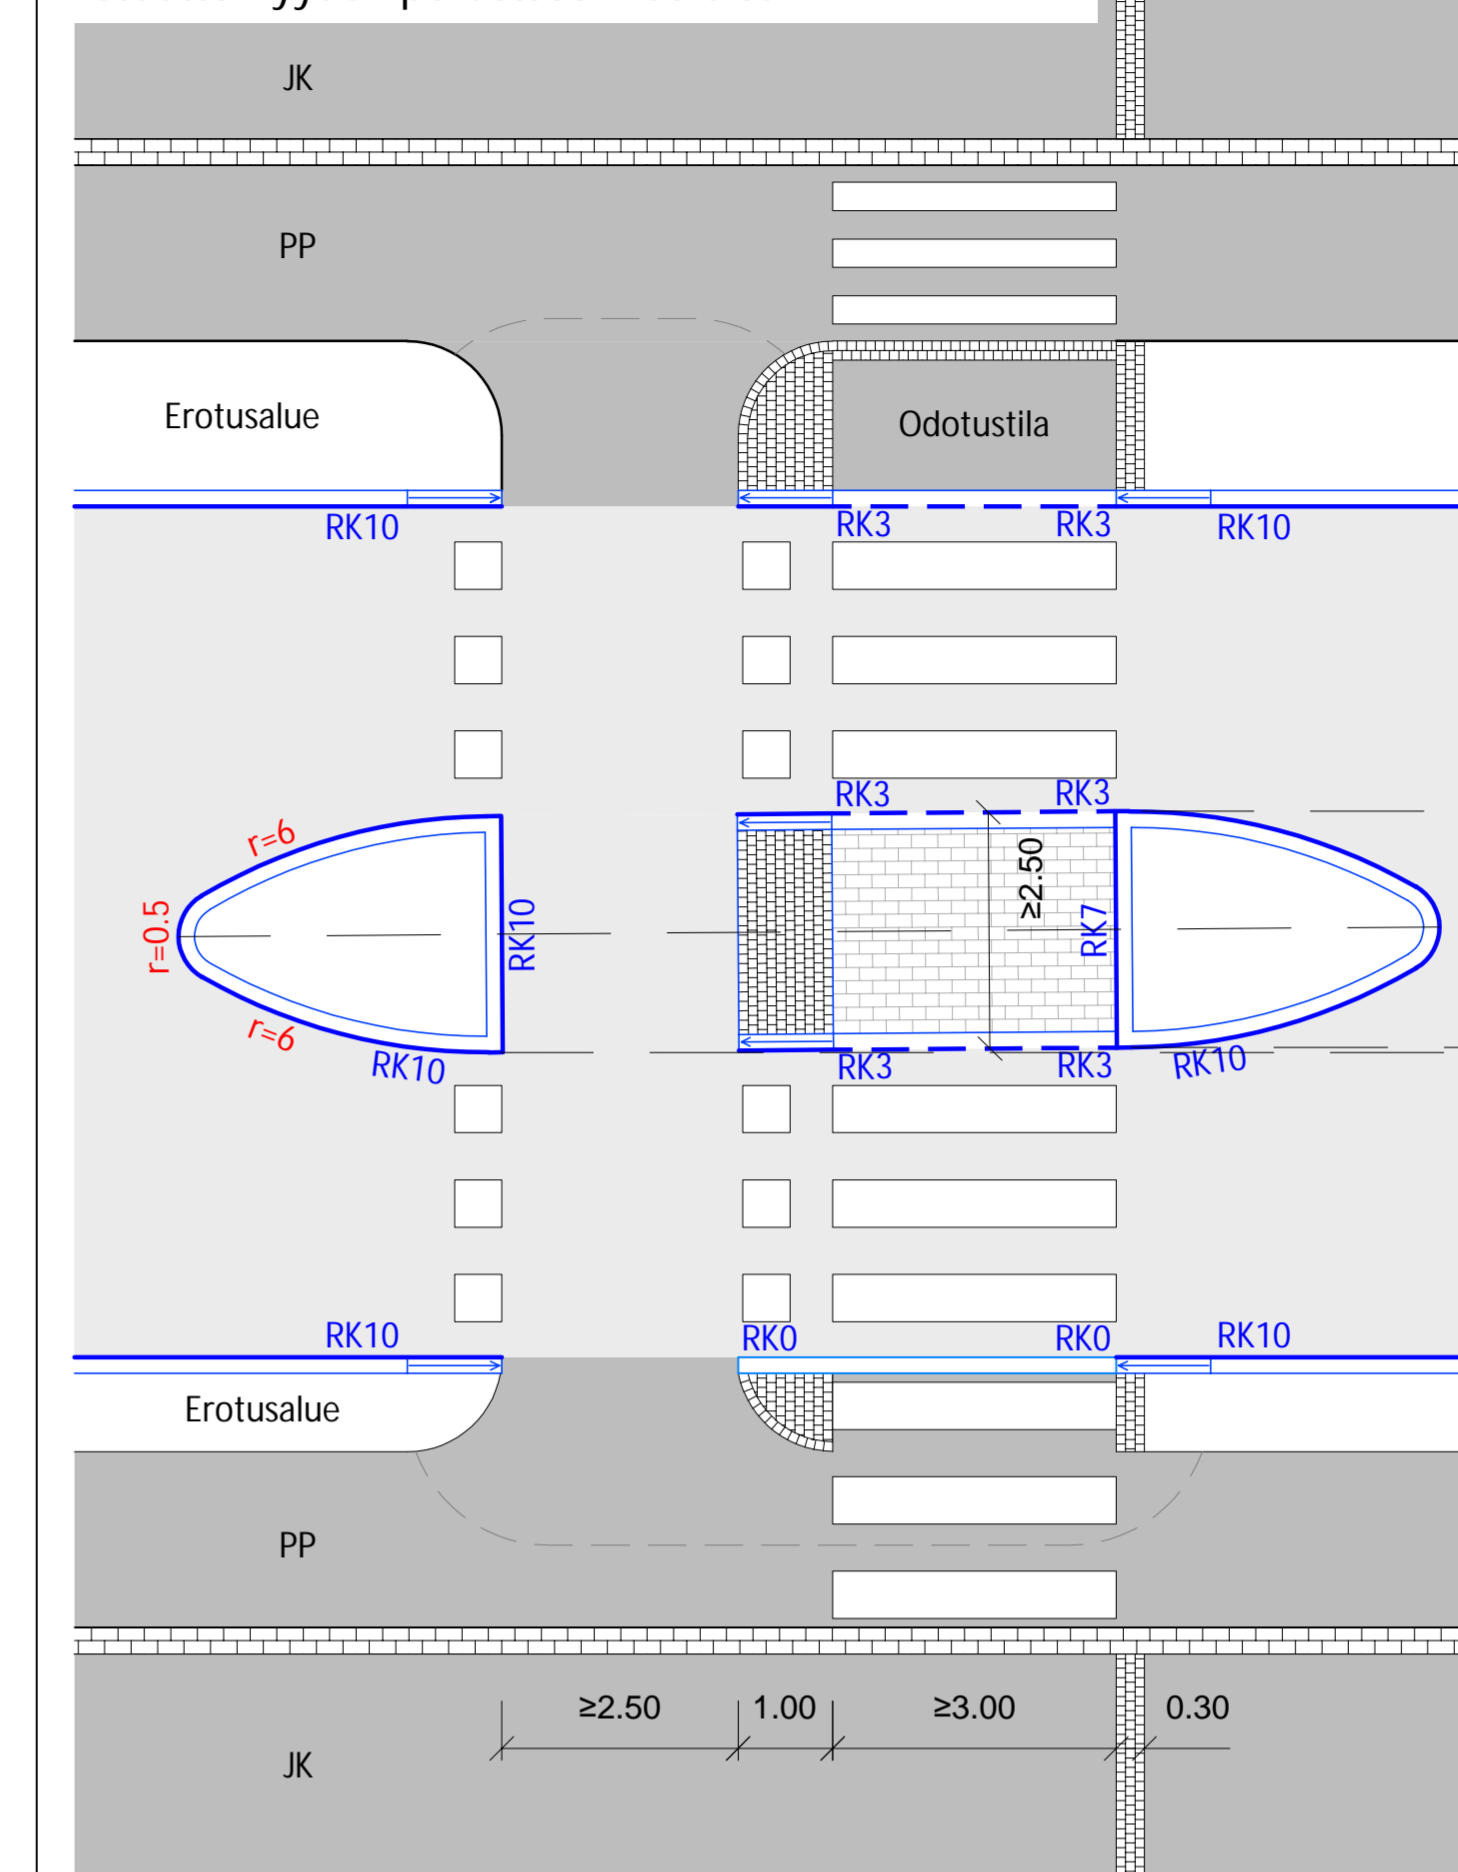 JK
PP
Erotusalue
Odotustila
RK10
RK3
RK3
RK10
RK3
RK3
r=6
r=0.5
RK10
≥2.50
RK7
r=6
RK10
RK3
RK3
RK10
RK10
RK0
RK0
RK10
Erotusalue
PP
≥2.50
1.00
≥3.00
0.30
JK